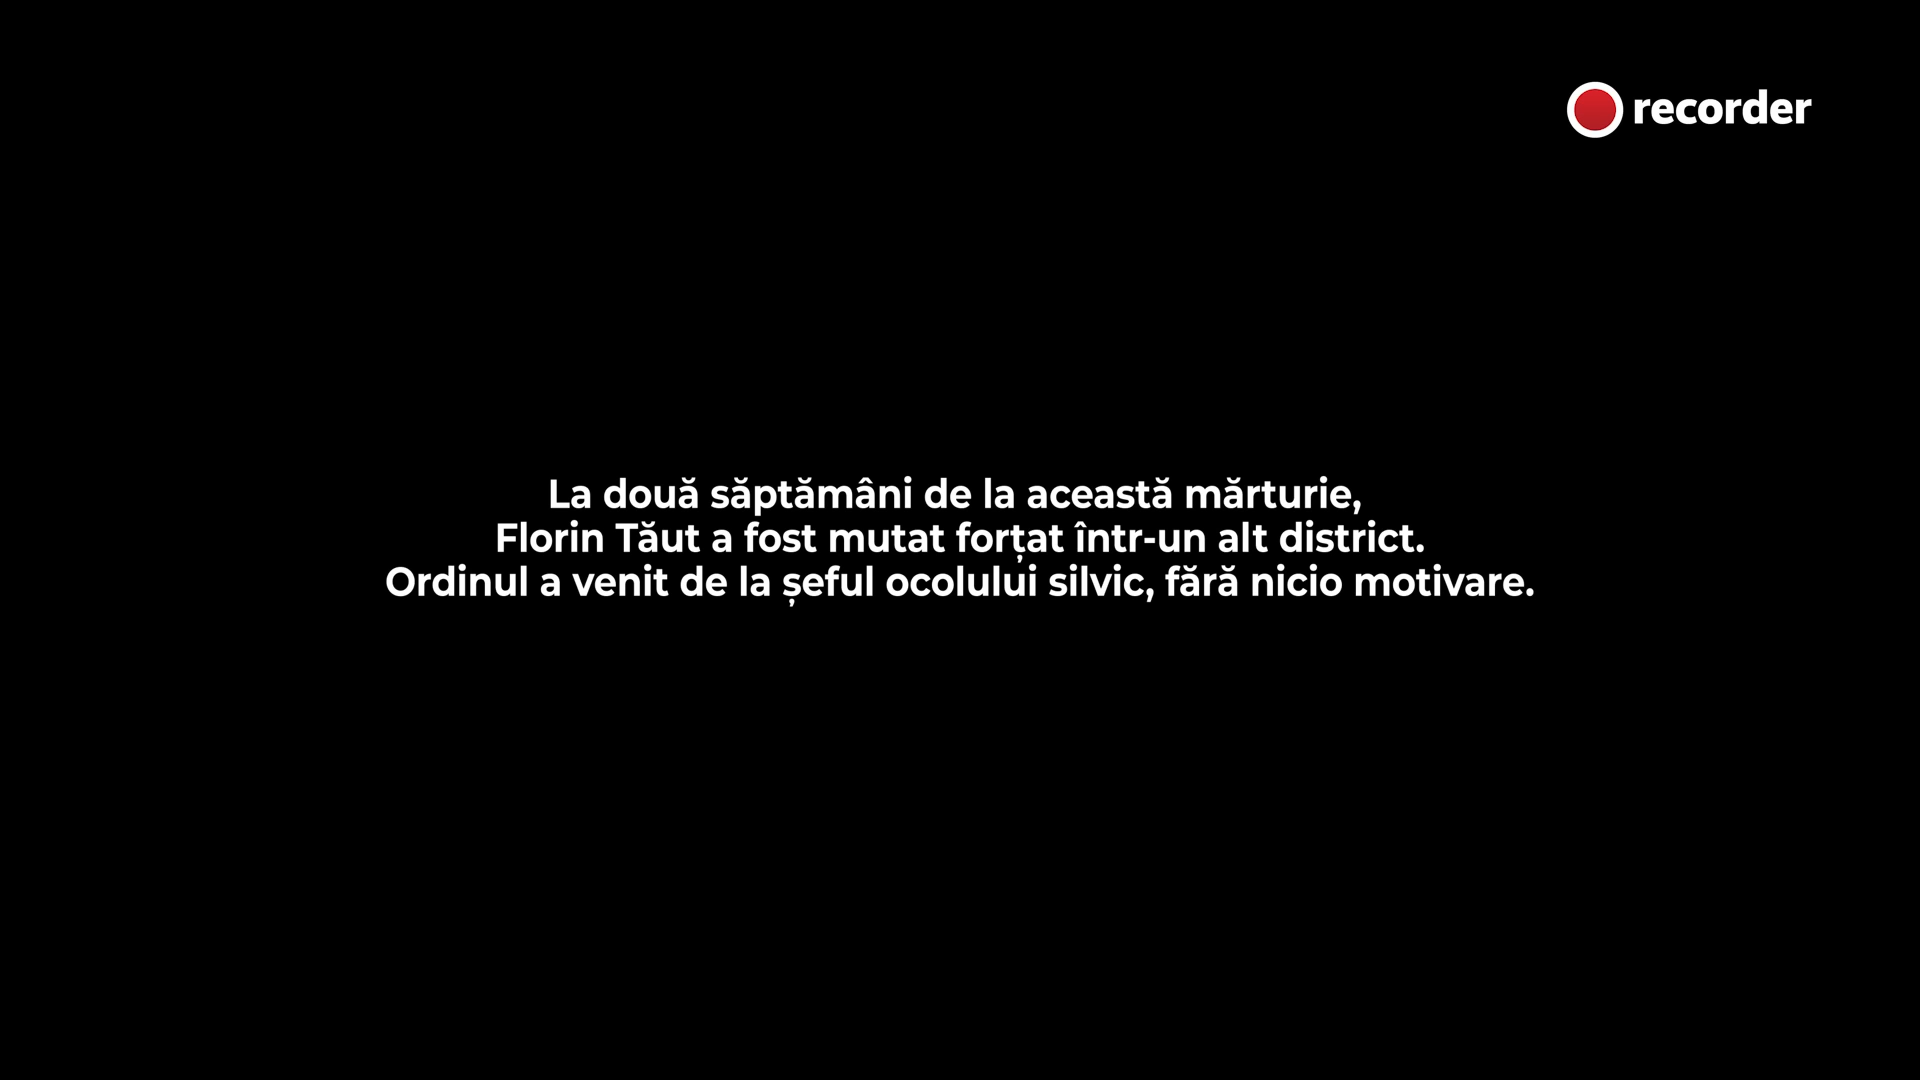 recorder
La două săptămâni de la această mărturie,
Florin Tăut a fost mutat forțat într-un alt district.
Ordinul a venit de la șeful ocolului silvic, fără nicio motivare.